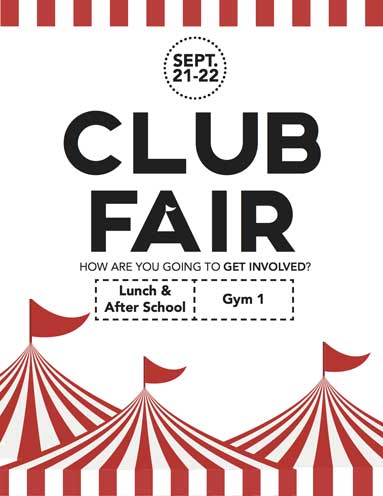 SEPT.
21-22
CLUB
FAIR
HOW ARE YOU GOING TO GET INVOLVED?
Lunch &
After School
Gym 1